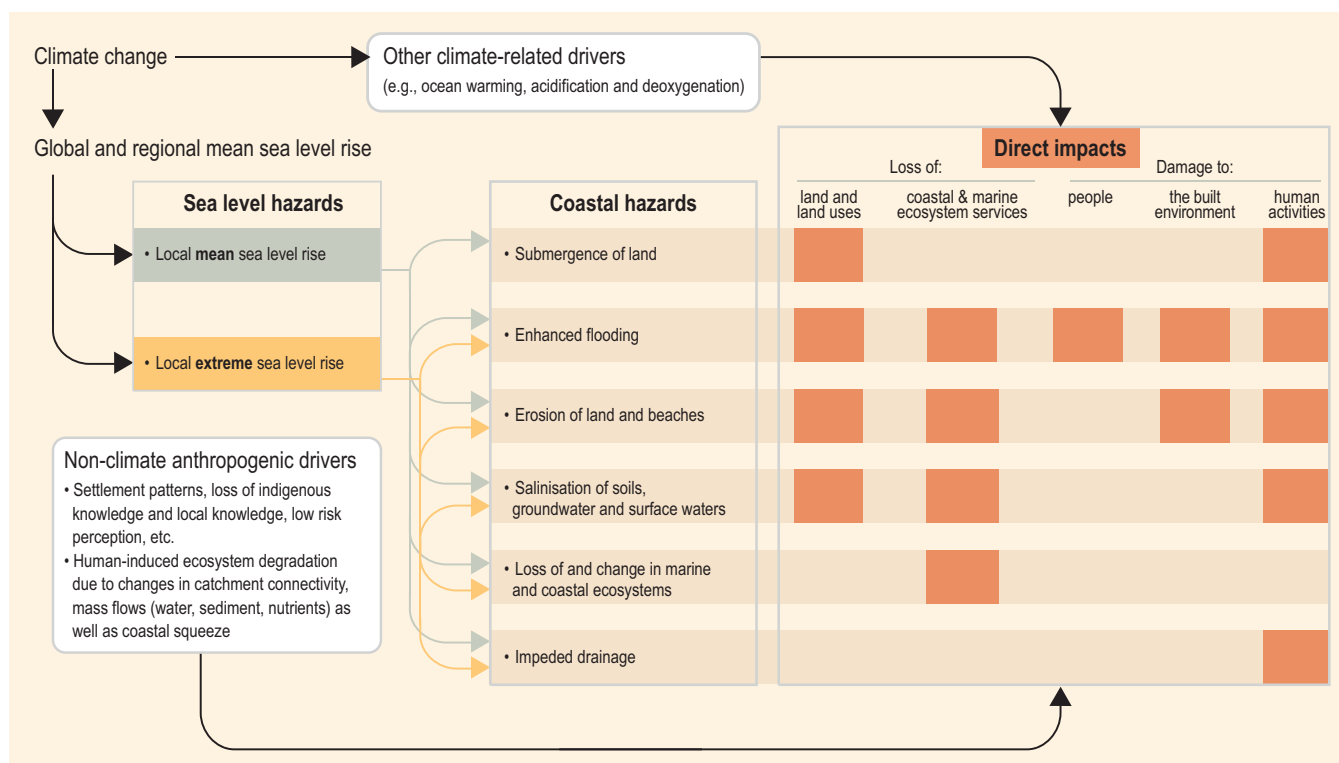 Climate change
Other climate-related drivers
(e.g., ocean warming, acidification and deoxygenation)
Global and regional mean sea level rise
Sea level hazards
• Local mean sea level rise
• Local extreme sea level rise
Non-climate anthropogenic drivers
• Settlement patterns, loss of indigenous
knowledge and local knowledge, low risk
perception, etc.
• Human-induced ecosystem degradation
due to changes in catchment connectivity,
mass flows (water, sediment, nutrients) as
well as coastal squeeze
Coastal hazards
• Submergence of land
• Enhanced flooding
• Erosion of land and beaches
• Salinisation of soils,
groundwater and surface waters
• Loss of and change in marine
and coastal ecosystems
• Impeded drainage
Direct impacts
Loss of:
land and
land uses
coastal & marine
ecosystem services
Damage to:
people
the built
environment
human
activities